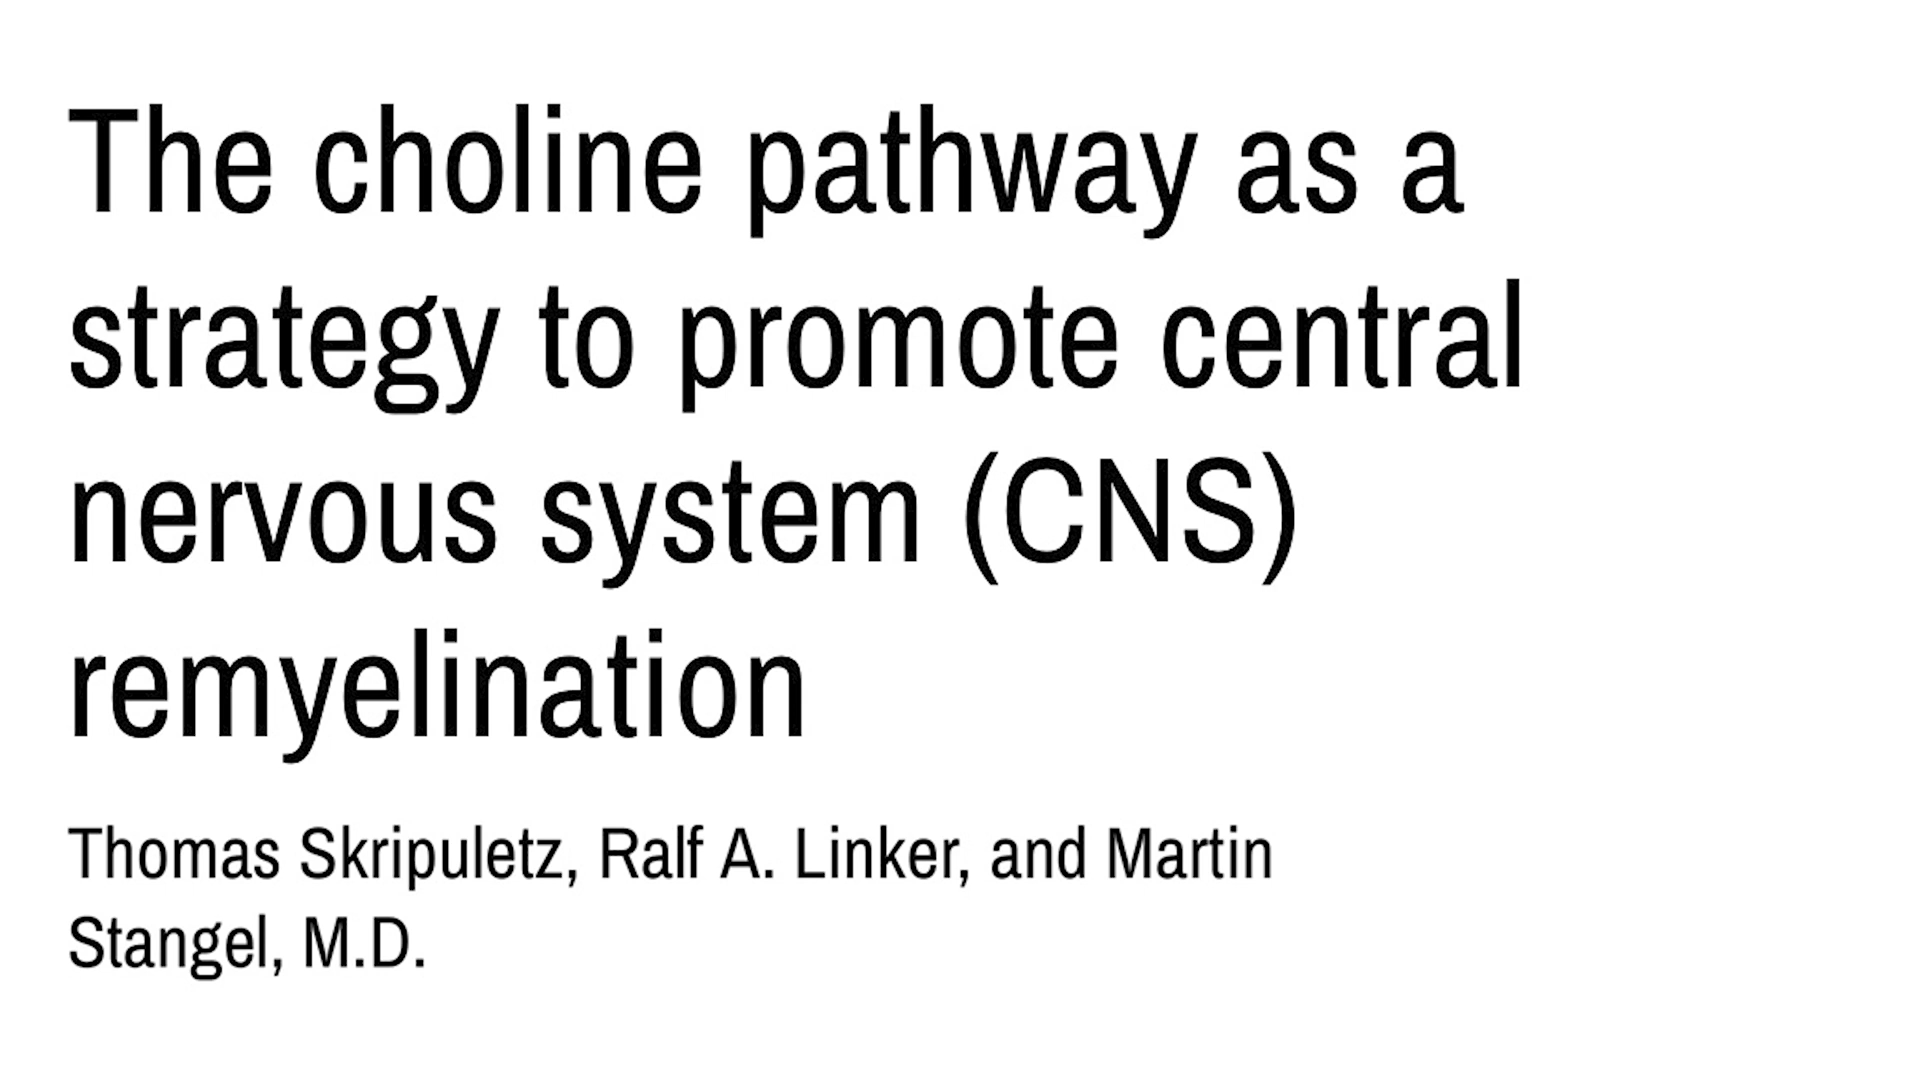 The choline pathway as a
strategy to promote central
nervous system (CNS)
remyelination
Thomas Skripuletz, Ralf A. Linker, and Martin
Stangel, M.D.